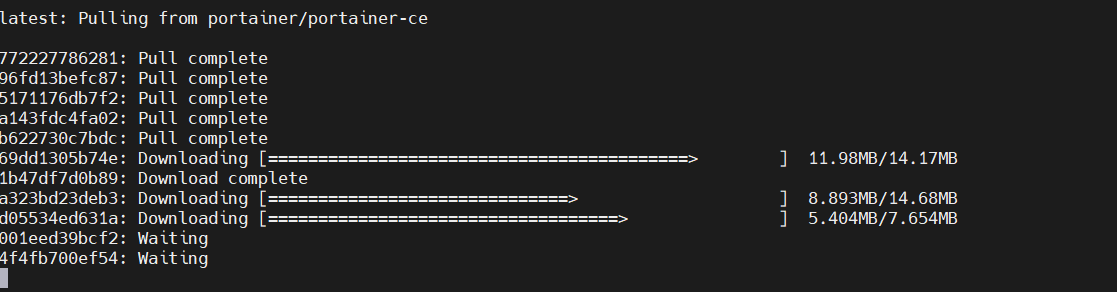 latest: Pulling from portainer/portainer-ce
772227786281: Pull complete
96fd13befc87: Pull complete
5171176db7f2: Pull complete
a143fdc4fa02: Pull complete
b622730c7bdc: Pull complete
69dd1305b74e: Downloading [==========================================>        ]  11.98MB/14.17MB
1b47df7d0b89: Download complete
a323bd23deb3: Downloading [==============================>                    ]  8.893MB/14.68MB
d05534ed631a: Downloading [===================================>               ]  5.404MB/7.654MB
001eed39bcf2: Waiting
4f4fb700ef54: Waiting